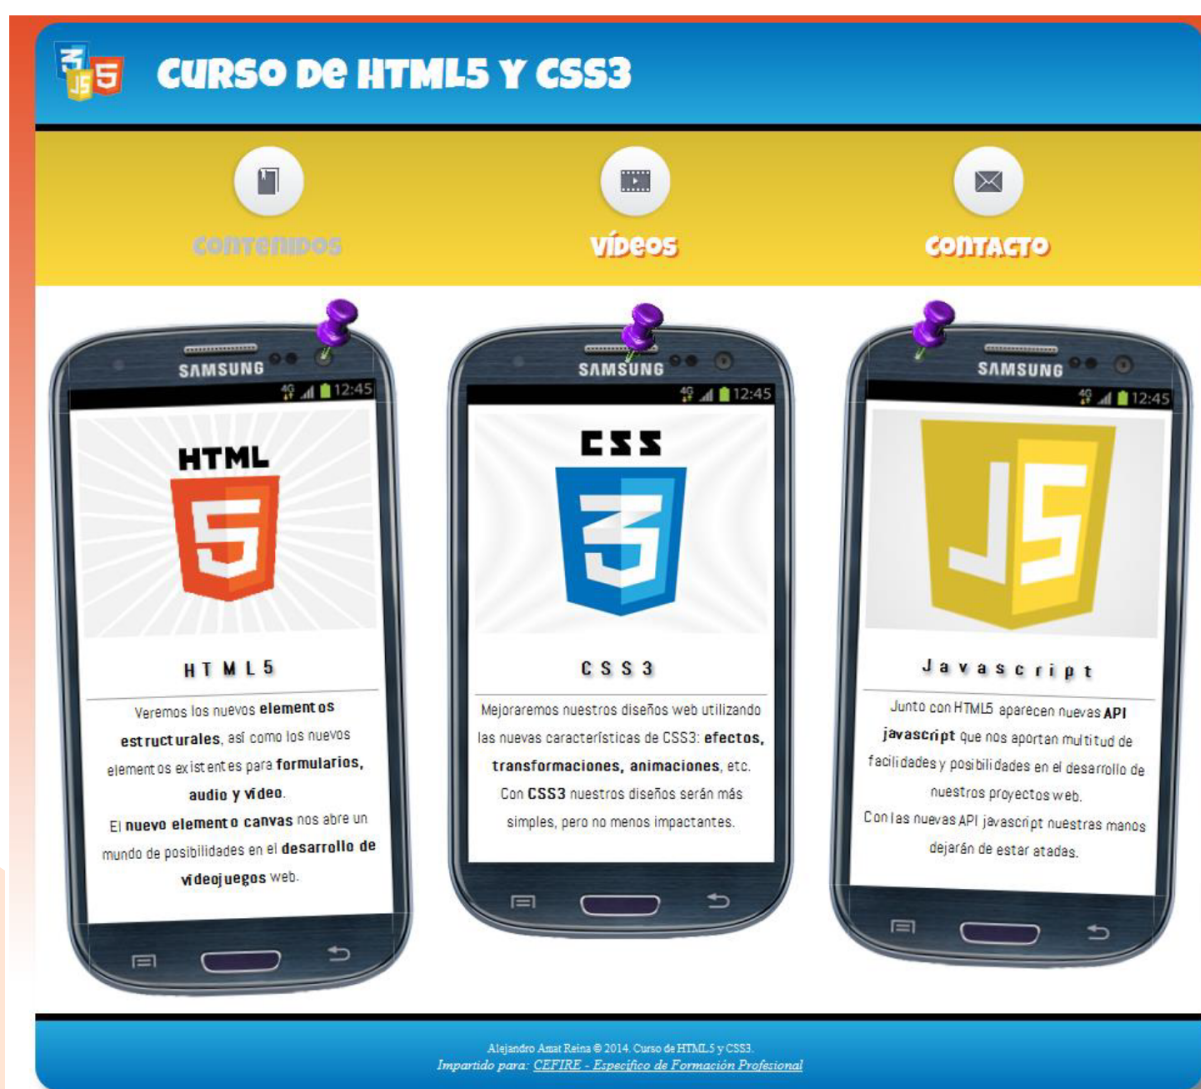 CURSO DE HTML5 Y CSS3
CONTENIDOS
VÍDEOS
CONTACTO
SAMSUNG
4G 12:45
HTML
5
HTML5
Veremos los nuevos elementos
estructurales, así como los nuevos
elementos existentes para formularios,
audio y vídeo.
El nuevo elemento canvas nos abre un
mundo de posibilidades en el desarrollo de
vídeojuegos web.
SAMSUNG
4G 12:45
CSS
3
CSS3
Mejoraremos nuestros diseños web utilizando
las nuevas características de CSS3: efectos,
transformaciones, animaciones, etc.
Con CSS3 nuestros diseños serán más
simples, pero no menos impactantes.
SAMSUNG
4G 12:45
JS
Javascript
Junto con HTML5 aparecen nuevas API
javascript que nos aportan multitud de
facilidades y posibilidades en el desarrollo de
nuestros proyectos web.
Con las nuevas API javascript nuestras manos
dejarán de estar atadas.
Alejandro Amat Reina © 2014. Curso de HTML5 y CSS3.
Impartido para: CEFIRE - Específico de Formación Profesional